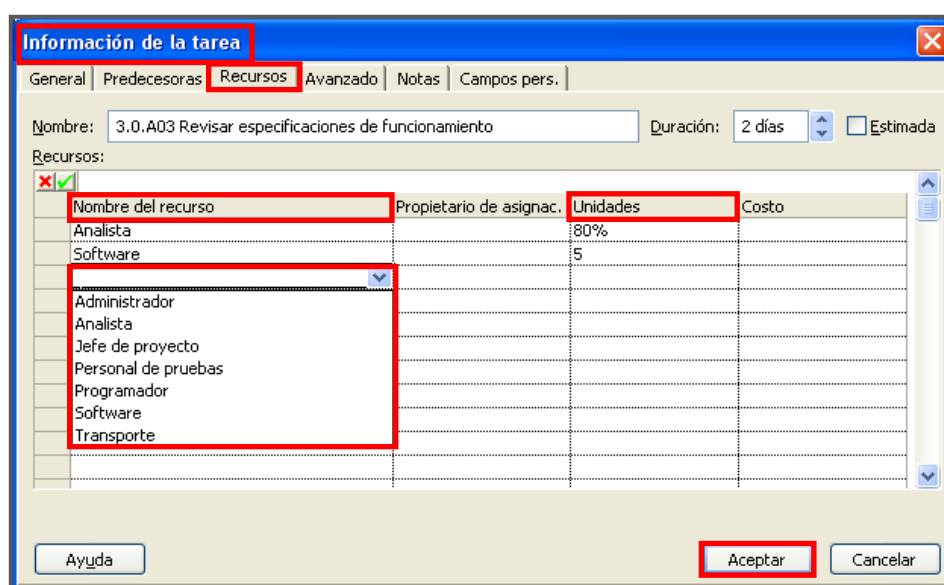 Información de la tarea
General Predecesoras Recursos Avanzado Notas Campos pers.
Nombre: 3.0.A03 Revisar especificaciones de funcionamiento Duración: 2 días Estimada
Recursos:
Nombre del recurso Propietario de asignac. Unidades Costo
Analista 80%
Software 5
Administrador
Analista
Jefe de proyecto
Personal de pruebas
Programador
Software
Transporte
Ayuda Aceptar Cancelar